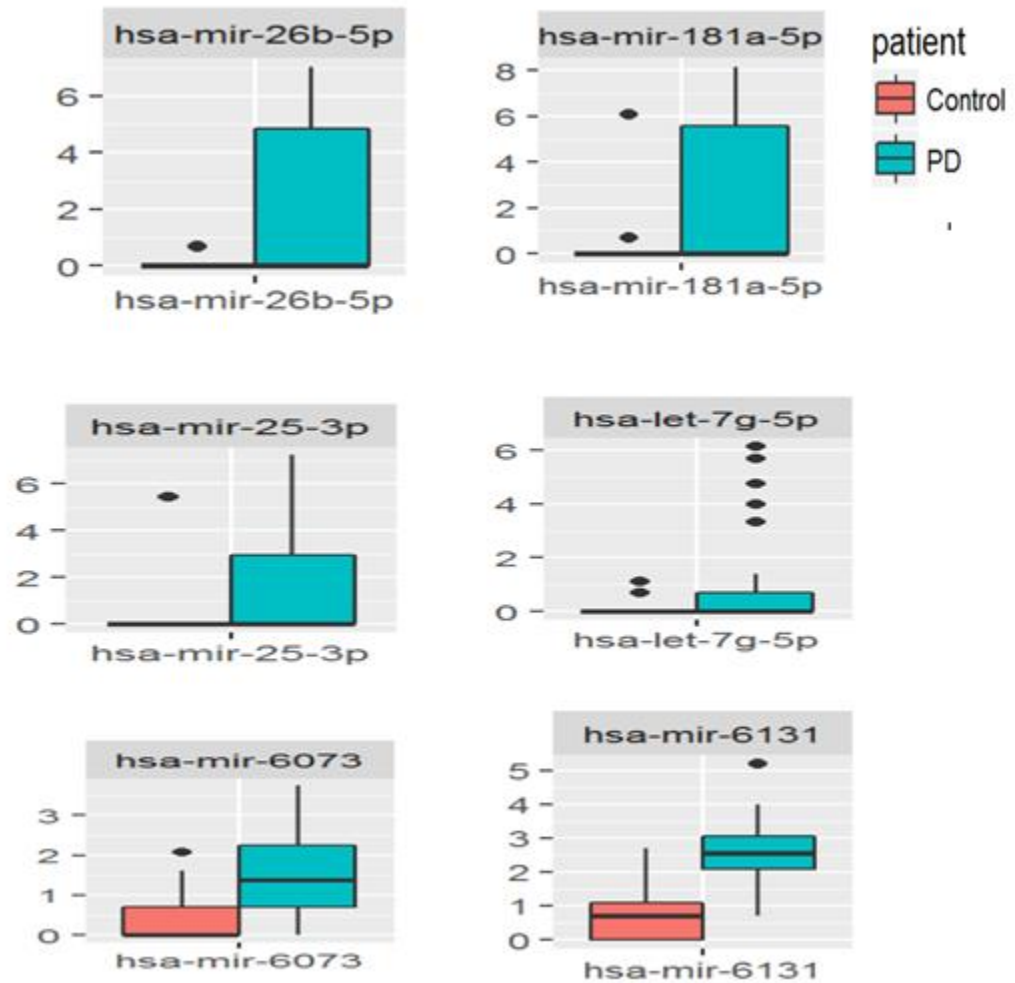 hsa-mir-26b-5p
6
4
2
0
hsa-mir-26b-5p
hsa-mir-181a-5p
8
6
4
2
0
hsa-mir-181a-5p
patient
Control
PD
hsa-mir-25-3p
6
4
2
0
hsa-mir-25-3p
hsa-let-7g-5p
6
4
2
0
hsa-let-7g-5p
hsa-mir-6073
3
2
1
0
hsa-mir-6073
hsa-mir-6131
5
4
3
2
1
0
hsa-mir-6131